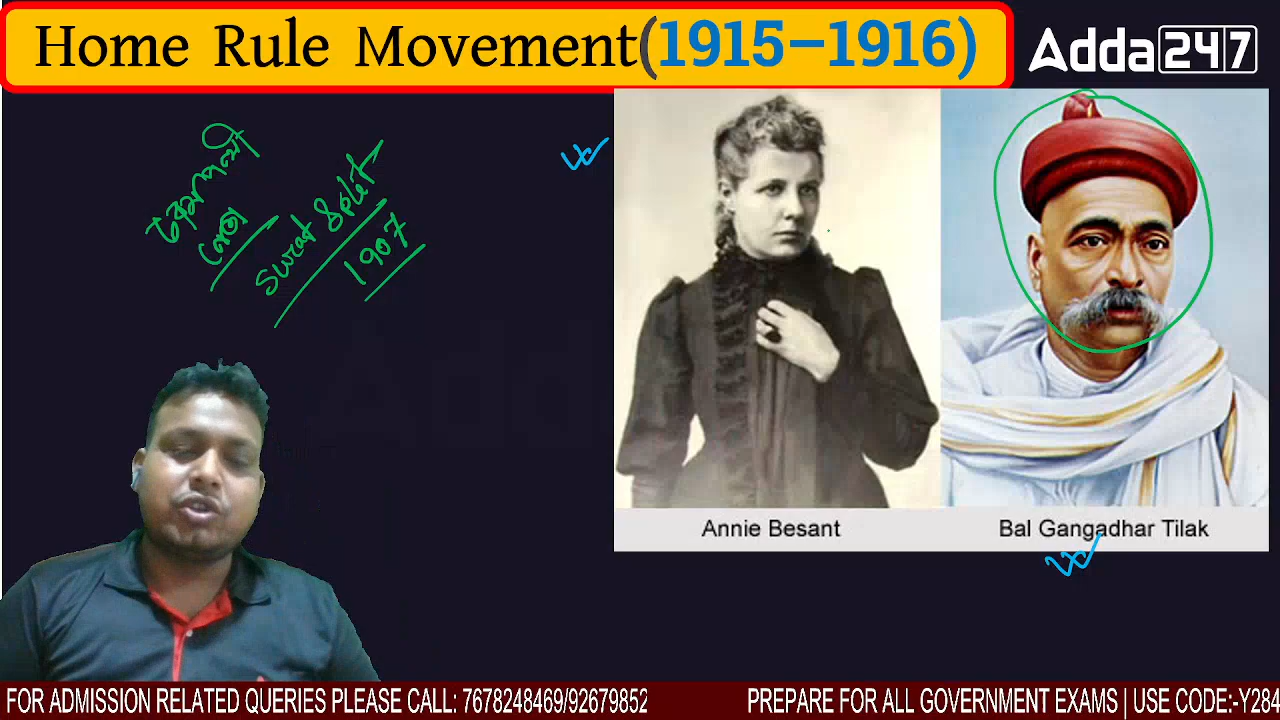 Home Rule Movement(1915–1916)
Adda247
চরমপন্থী
নেতা
Surat Split
1907
Annie Besant
Bal Gangadhar Tilak
FOR ADMISSION RELATED QUERIES PLEASE CALL: 7678248469/92679852
PREPARE FOR ALL GOVERNMENT EXAMS | USE CODE:-Y284